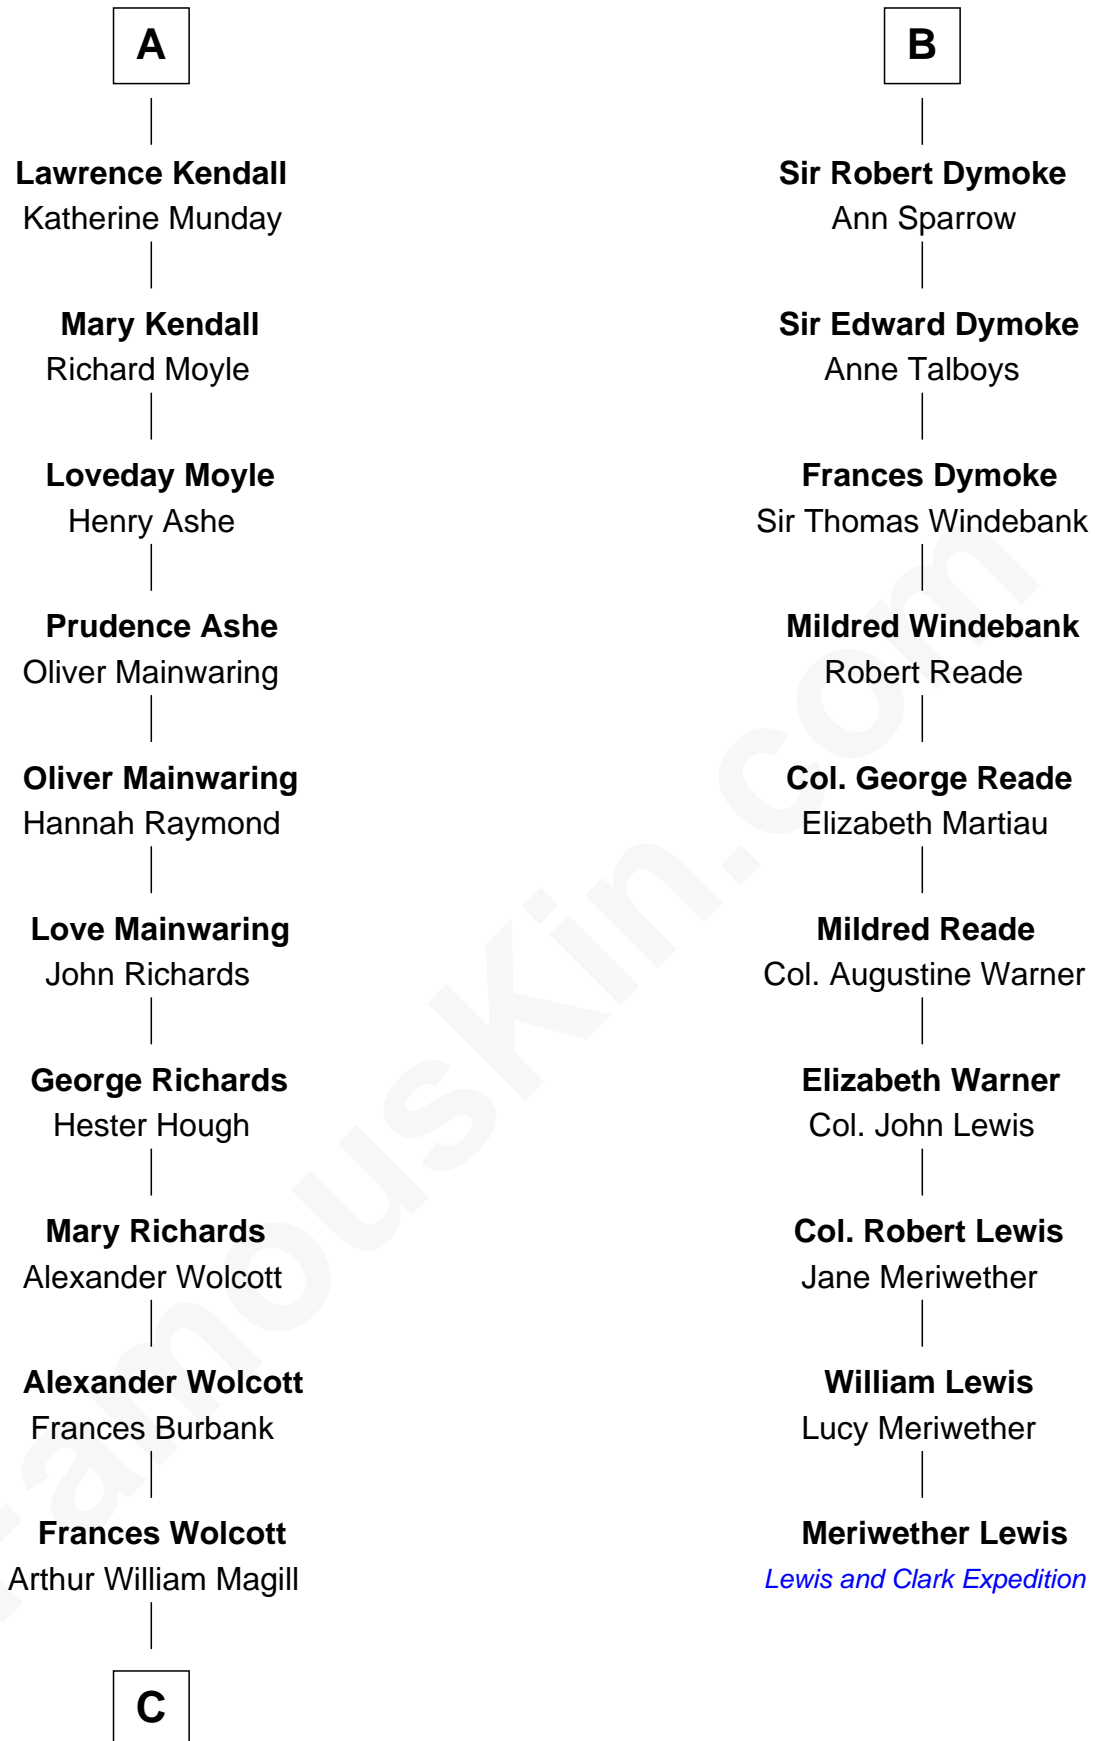 A
Lawrence Kendall
Katherine Munday
Mary Kendall
Richard Moyle
Loveday Moyle
Henry Ashe
Prudence Ashe
Oliver Mainwaring
Oliver Mainwaring
Hannah Raymond
Love Mainwaring
John Richards
George Richards
Hester Hough
Mary Richards
Alexander Wolcott
Alexander Wolcott
Frances Burbank
Frances Wolcott
Arthur William Magill
C
B
Sir Robert Dymoke
Ann Sparrow
Sir Edward Dymoke
Anne Talboys
Frances Dymoke
Sir Thomas Windebank
Mildred Windebank
Robert Reade
Col. George Reade
Elizabeth Martiau
Mildred Reade
Col. Augustine Warner
Elizabeth Warner
Col. John Lewis
Col. Robert Lewis
Jane Meriwether
William Lewis
Lucy Meriwether
Meriwether Lewis
Lewis and Clark Expedition
FamousKin.com